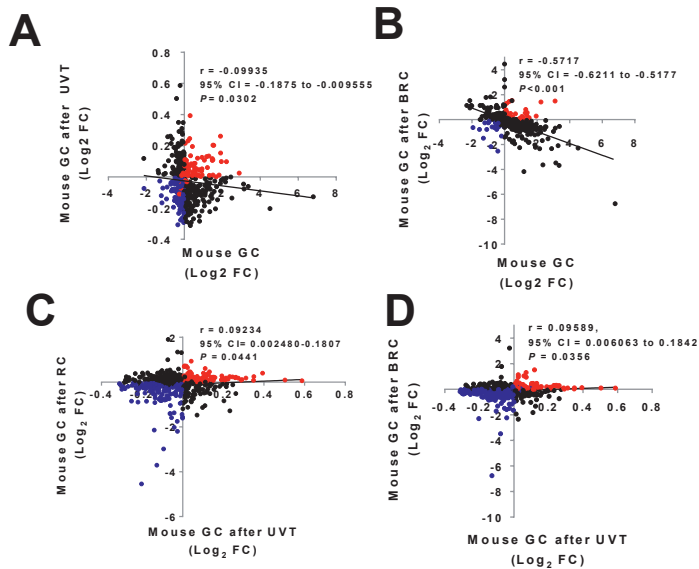 A
Mouse GC after UVT
(Log2 FC)
r = -0.09935
95% CI = -0.1875 to -0.009555
P = 0.0302
0.8
0.4
0.0
-0.2
-0.4
-4
-2
0
2
4
6
8
Mouse GC
(Log2 FC)
B
Mouse GC after BRC
(Log2 FC)
r = -0.5717
95% CI = -0.6211 to -0.5177
P<0.001
6
4
2
-4
-2
2
4
6
8
-2
-4
-6
-8
-10
Mouse GC
(Log2 FC)
C
Mouse GC after RC
(Log2 FC)
r 0.09234
95% CI= 0.002480-0.1807
P = 0.0441
2
-0.4
-0.2
0.0
0.2
0.4
0.6
0.8
-2
-4
-6
Mouse GC after UVT
(Log2 FC)
D
Mouse GC after BRC
(Log2 FC)
r = 0.09589,
95% CI = 0.006063 to 0.1842
P = 0.0356
6
4
2
-0.4
-0.2
0.2
0.4
0.6
0.8
-2
-4
-6
-8
-10
Mouse GC after UVT
(Log2 FC)